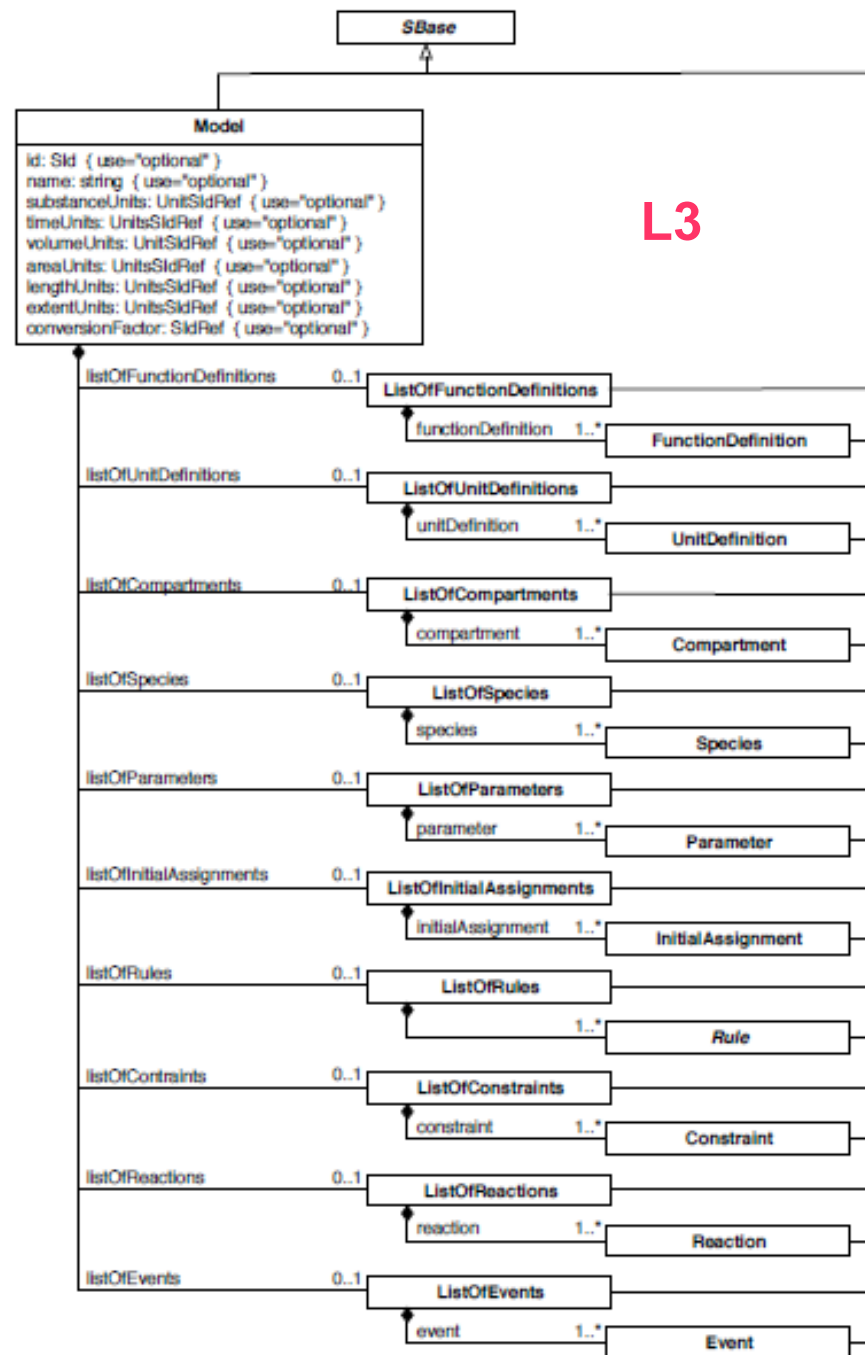 SBase
Model
id: SId { use="optional" }
name: string { use="optional" }
substanceUnits: UnitSIdRef { use="optional" }
timeUnits: UnitsSIdRef { use="optional" }
volumeUnits: UnitSIdRef { use="optional" }
areaUnits: UnitsSIdRef { use="optional" }
lengthUnits: UnitsSIdRef { use="optional" }
extentUnits: UnitsSIdRef { use="optional" }
conversionFactor: SIdRef { use="optional" }
L3
listOfFunctionDefinitions 0..1 ListOfFunctionDefinitions
functionDefinition 1..* FunctionDefinition
listOfUnitDefinitions 0..1 ListOfUnitDefinitions
unitDefinition 1..* UnitDefinition
listOfCompartments 0..1 ListOfCompartments
compartment 1..* Compartment
listOfSpecies 0..1 ListOfSpecies
species 1..* Species
listOfParameters 0..1 ListOfParameters
parameter 1..* Parameter
listOfInitialAssignments 0..1 ListOfInitialAssignments
initialAssignment 1..* InitialAssignment
listOfRules 0..1 ListOfRules
1..* Rule
listOfContraints 0..1 ListOfConstraints
constraint 1..* Constraint
listOfReactions 0..1 ListOfReactions
reaction 1..* Reaction
listOfEvents 0..1 ListOfEvents
event 1..* Event